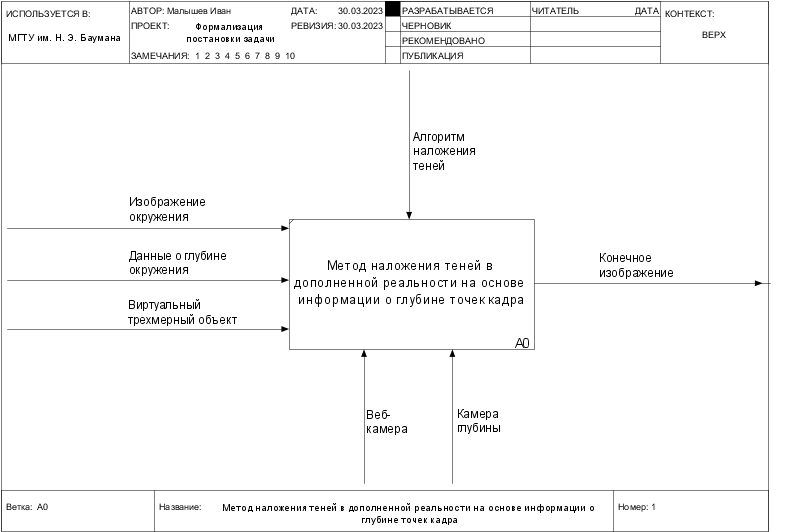 ИСПОЛЬЗУЕТСЯ В:
МГТУ им. Н. Э. Баумана
АВТОР: Малышев Иван
ДАТА: 30.03.2023
ПРОЕКТ: Формализация
постановки задачи
РЕВИЗИЯ: 30.03.2023
ЗАМЕЧАНИЯ: 1 2 3 4 5 6 7 8 9 10
РАЗРАБАТЫВАЕТСЯ
ЧЕРНОВИК
РЕКОМЕНДОВАНО
ПУБЛИКАЦИЯ
ЧИТАТЕЛЬ
ДАТА
КОНТЕКСТ:
ВЕРХ
Алгоритм
наложения
теней
Изображение
окружения
Данные о глубине
окружения
Виртуальный
трехмерный объект
Метод наложения теней в
дополненной реальности на основе
информации о глубине точек кадра
A0
Конечное
изображение
Веб-
камера
Камера
глубины
Ветка: A0
Название: Метод наложения теней в дополненной реальности на основе информации о
глубине точек кадра
Номер: 1